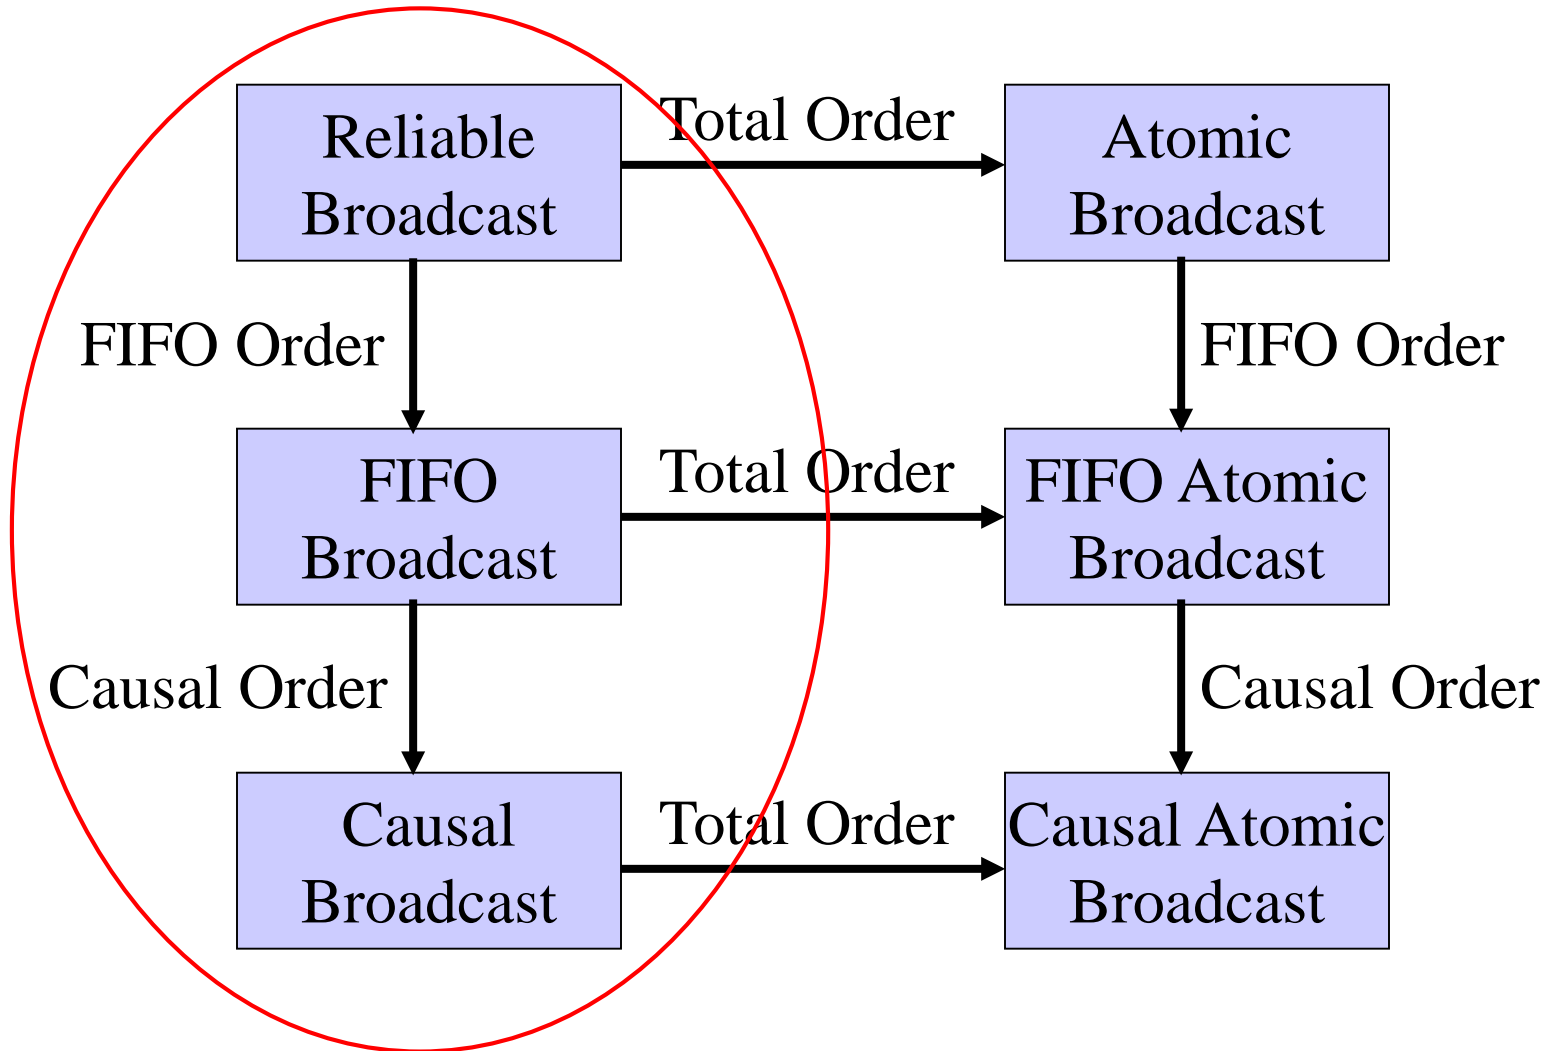 Reliable
Broadcast
Total Order
Atomic
Broadcast
FIFO Order
FIFO Order
FIFO
Broadcast
Total Order
FIFO Atomic
Broadcast
Causal Order
Causal Order
Causal
Broadcast
Total Order
Causal Atomic
Broadcast